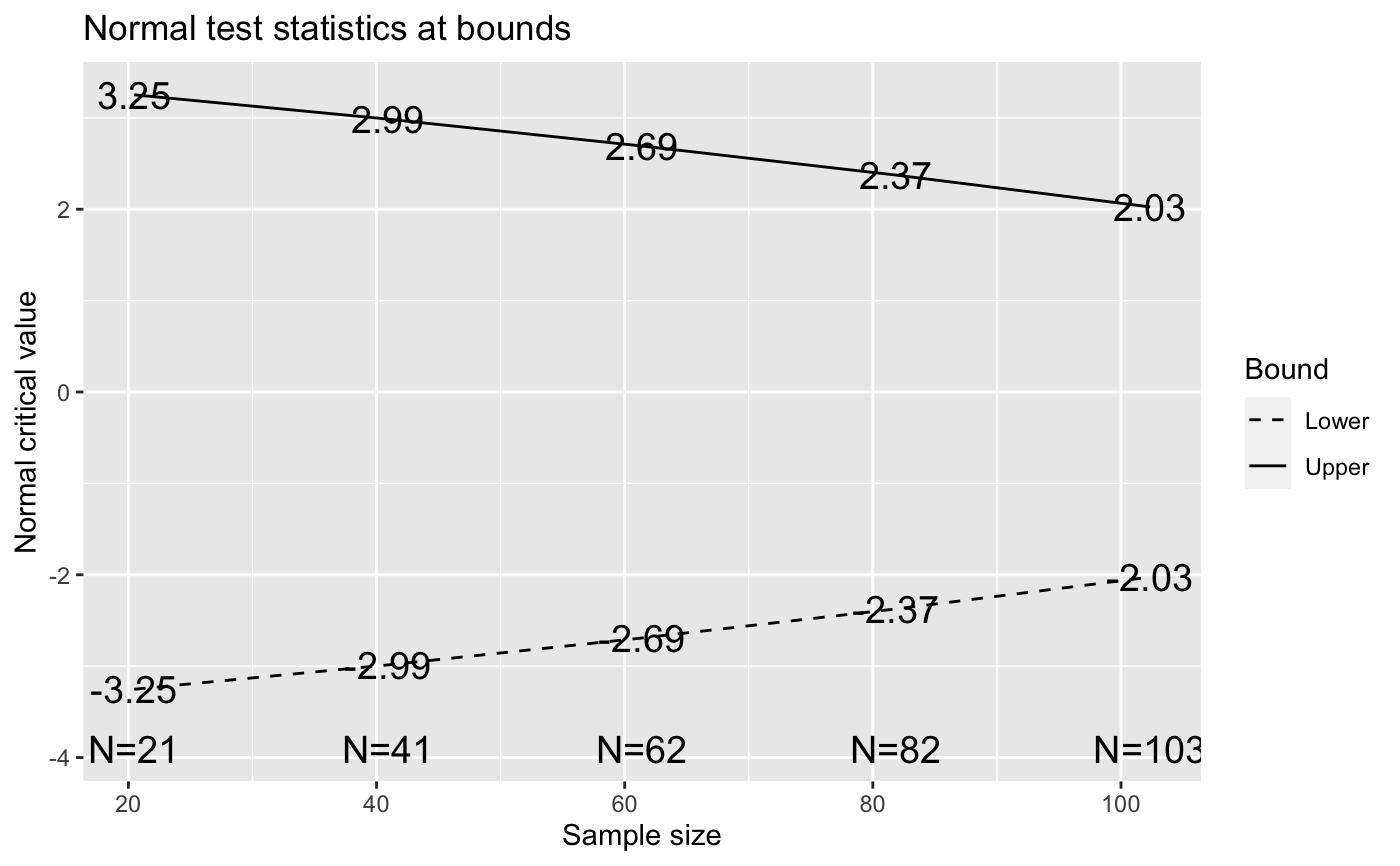 Normal test statistics at bounds
Normal critical value
2
0
-2
-4
3.25
2.99
2.69
2.37
2.03
-3.25
-2.99
-2.69
-2.37
-2.03
N=21
N=41
N=62
N=82
N=103
20
40
60
80
100
Sample size
Bound
Lower
Upper